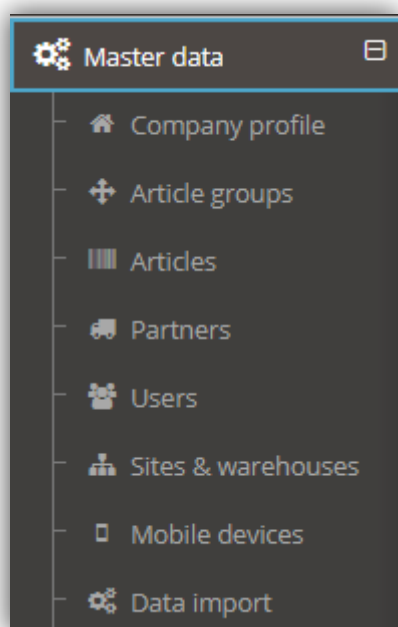 Master data
Company profile
Article groups
Articles
Partners
Users
Sites & warehouses
Mobile devices
Data import